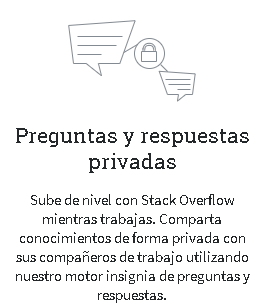 Preguntas y respuestas
privadas
Sube de nivel con Stack Overflow
mientras trabajas. Comparta
conocimientos de forma privada con
sus compañeros de trabajo utilizando
nuestro motor insignia de preguntas y
respuestas.